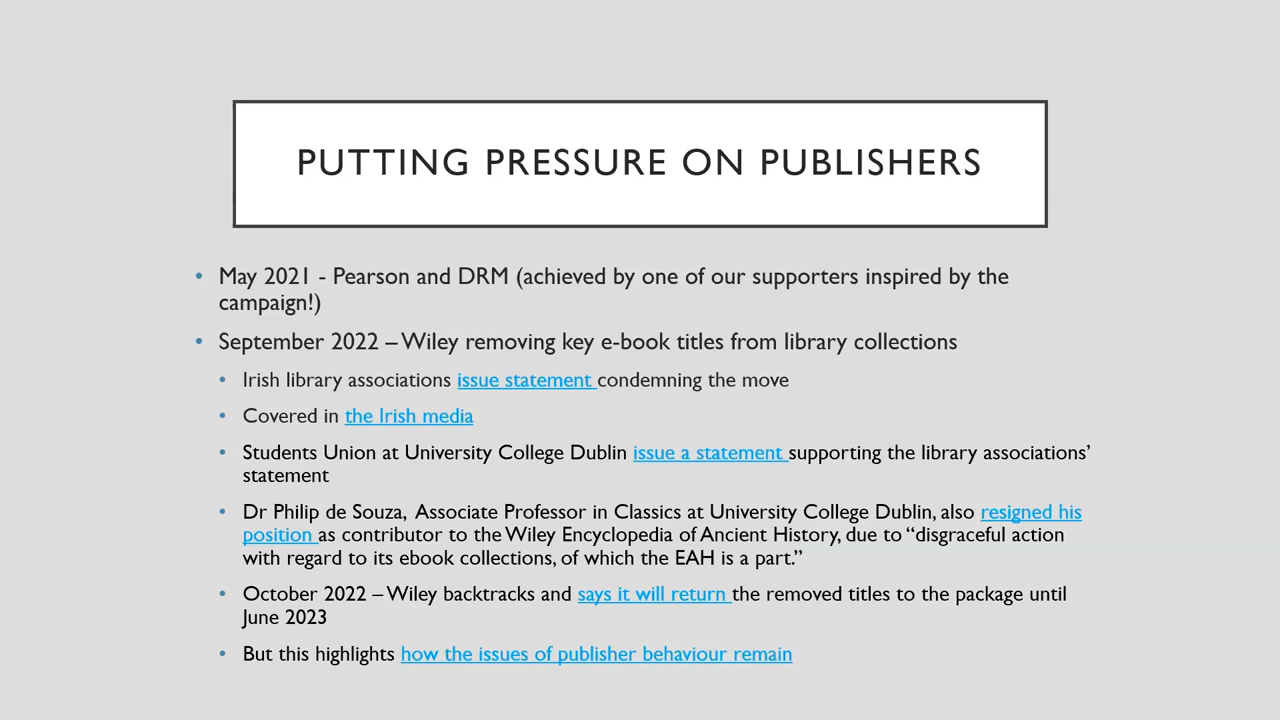 PUTTING PRESSURE ON PUBLISHERS
• May 2021 - Pearson and DRM (achieved by one of our supporters inspired by the
campaign!)
• September 2022 – Wiley removing key e-book titles from library collections
• Irish library associations issue statement condemning the move
• Covered in the Irish media
• Students Union at University College Dublin issue a statement supporting the library associations’
statement
• Dr Philip de Souza, Associate Professor in Classics at University College Dublin, also resigned his
position as contributor to the Wiley Encyclopedia of Ancient History, due to “disgraceful action
with regard to its ebook collections, of which the EAH is a part.”
• October 2022 – Wiley backtracks and says it will return the removed titles to the package until
June 2023
• But this highlights how the issues of publisher behaviour remain